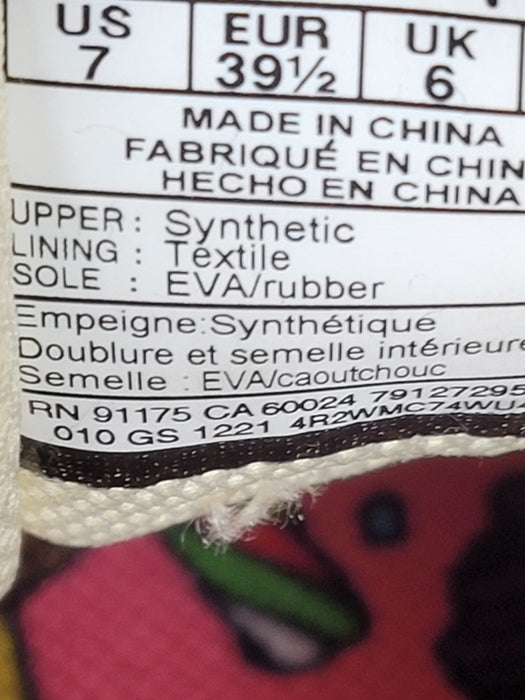 US EUR UK
7 39½ 6
MADE IN CHINA
FABRIQUÉ EN CHIN
HECHO EN CHINA
UPPER : Synthetic
LINING : Textile
SOLE : EVA/rubber
Empeigne:Synthétique
Doublure et semelle intérieure
Semelle : EVA/caoutchouc
RN 91175 CA 60024 79127295
010 GS 1221 4R2WMC74WU